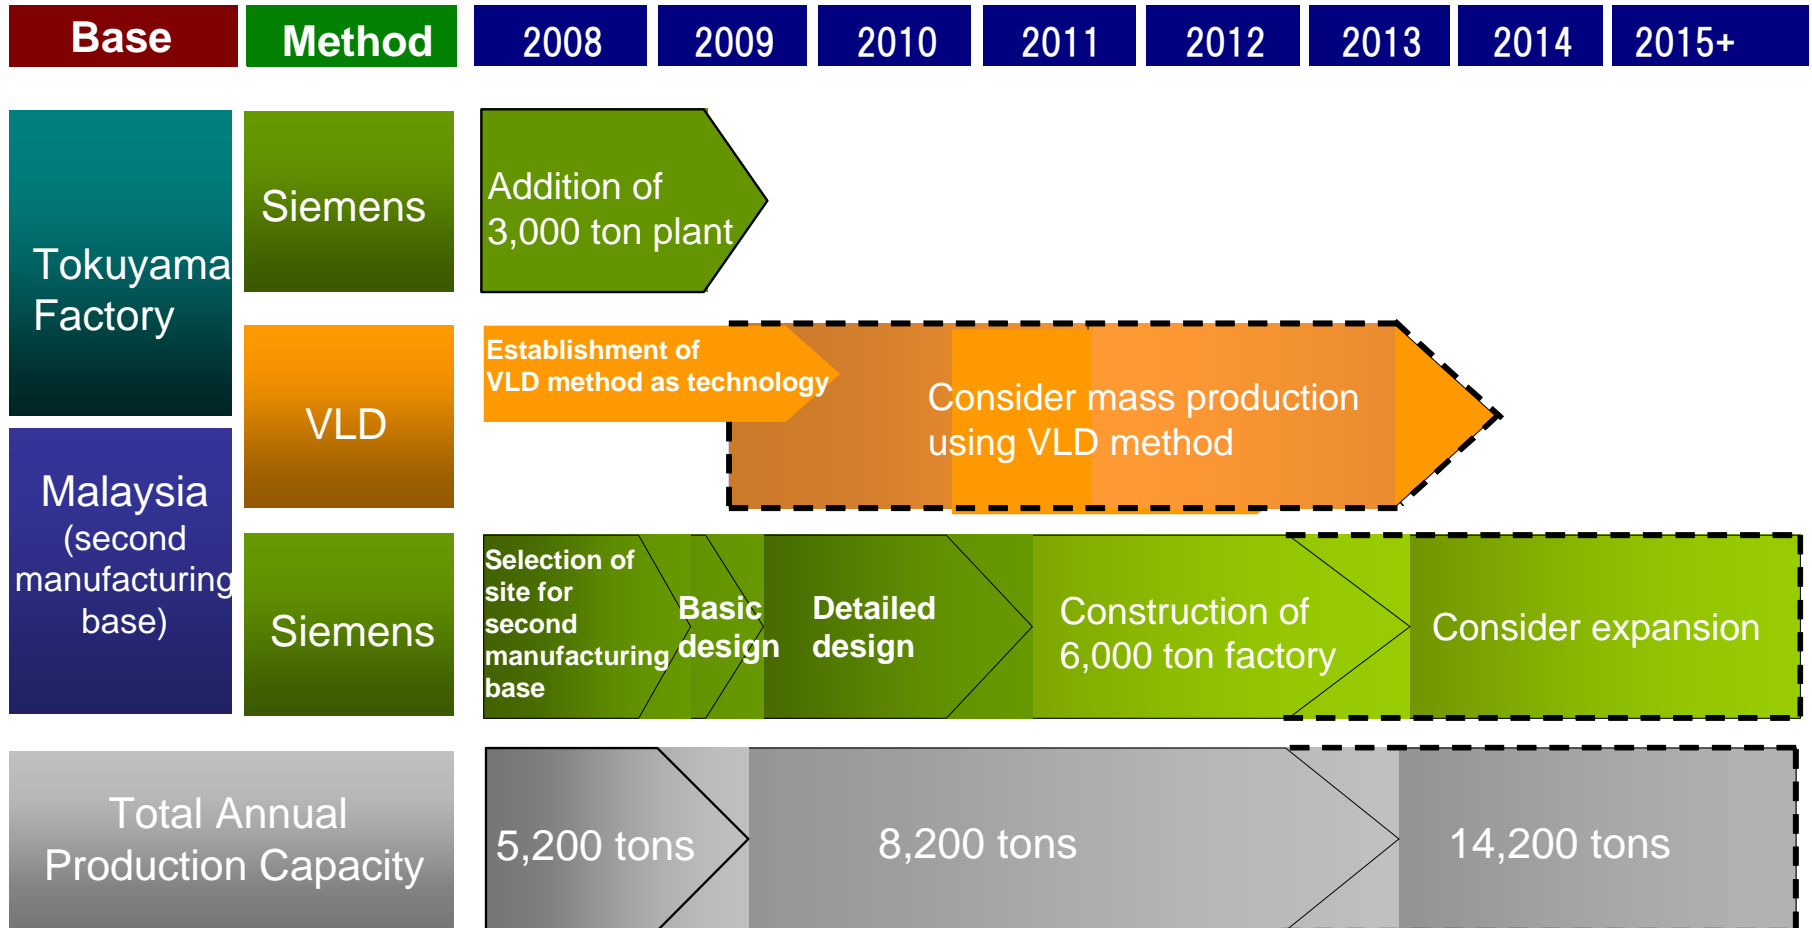 Base
Method
2008
2009
2010
2011
2012
2013
2014
2015+
Tokuyama
Factory
Siemens
Addition of
3,000 ton plant
VLD
Establishment of
VLD method as technology
Consider mass production
using VLD method
Malaysia
(second
manufacturing
base)
Siemens
Selection of
site for
second
manufacturing
base
Basic
design
Detailed
design
Construction of
6,000 ton factory
Consider expansion
Total Annual
Production Capacity
5,200 tons
8,200 tons
14,200 tons